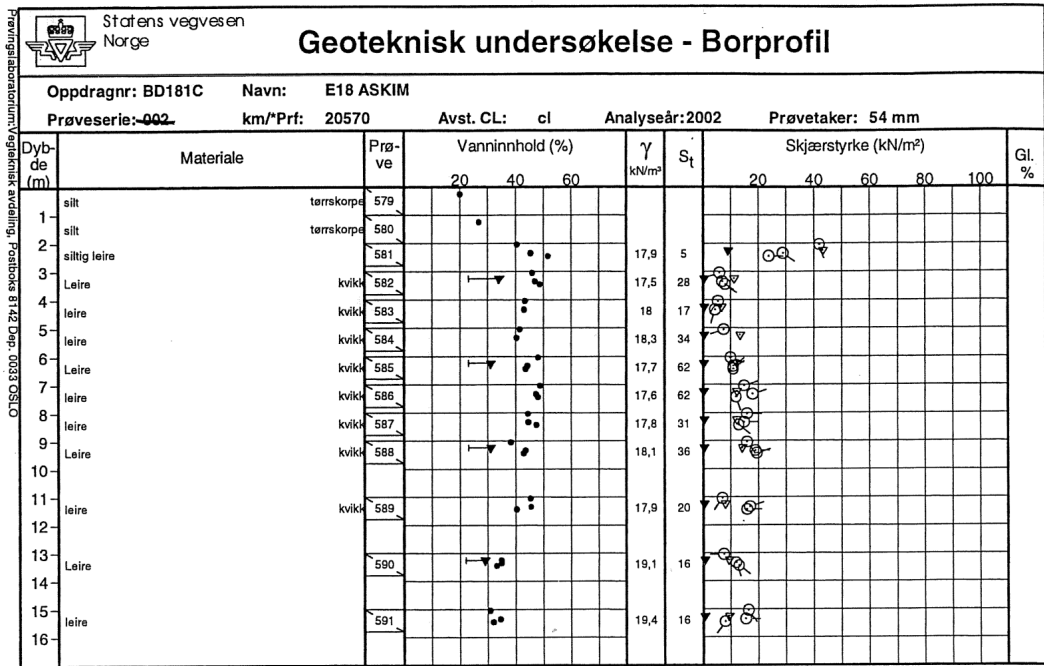 Statens vegvesen
Norge
Geoteknisk undersøkelse - Borprofil
Oppdragnr: BD181C Navn: E18 ASKIM
Prøveserie: 002 km/*Prf: 20570 Avst. CL: cl Analyseår:2002 Prøvetaker: 54 mm
Dyb-de (m) Materiale Prø-ve Vanninnhold (%) γ kN/m³ St Skjærstyrke (kN/m²) Gl. %
20 40 60 20 40 60 80 100
silt tørrskorpe 579
1
silt tørrskorpe 580
2
siltig leire 581 17,9 5
3
Leire kvikk 582 17,5 28
4
leire kvikk 583 18 17
5
leire kvikk 584 18,3 34
6
Leire kvikk 585 17,7 62
7
leire kvikk 586 17,6 62
8
leire kvikk 587 17,8 31
9
Leire kvikk 588 18,1 36
10
11
leire kvikk 589 17,9 20
12
13
Leire 590 19,1 16
14
15
leire 591 19,4 16
16
Prøvingslaboratorium:Vegteknisk avdeling, Postboks 8142 Dep, 0033 OSLO